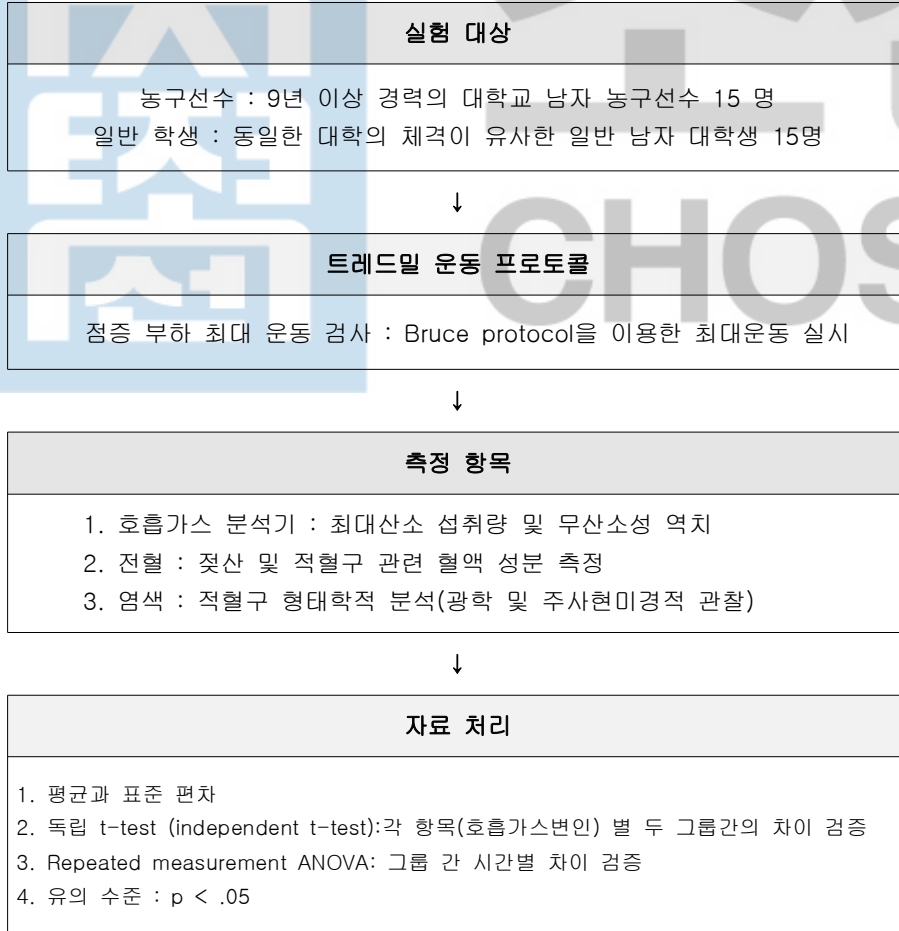 실험 대상
농구선수 : 9년 이상 경력의 대학교 남자 농구선수 15 명
일반 학생 : 동일한 대학의 체격이 유사한 일반 남자 대학생 15명
↓
CHOS
트레드밀 운동 프로토콜
점증 부하 최대 운동 검사 : Bruce protocol을 이용한 최대운동 실시
↓
측정 항목
1. 호흡가스 분석기 : 최대산소 섭취량 및 무산소성 역치
2. 전혈 : 젖산 및 적혈구 관련 혈액 성분 측정
3. 염색 : 적혈구 형태학적 분석(광학 및 주사현미경적 관찰)
↓
자료 처리
1. 평균과 표준 편차
2. 독립 t-test (independent t-test):각 항목(호흡가스변인) 별 두 그룹간의 차이 검증
3. Repeated measurement ANOVA: 그룹 간 시간별 차이 검증
4. 유의 수준 : p < .05